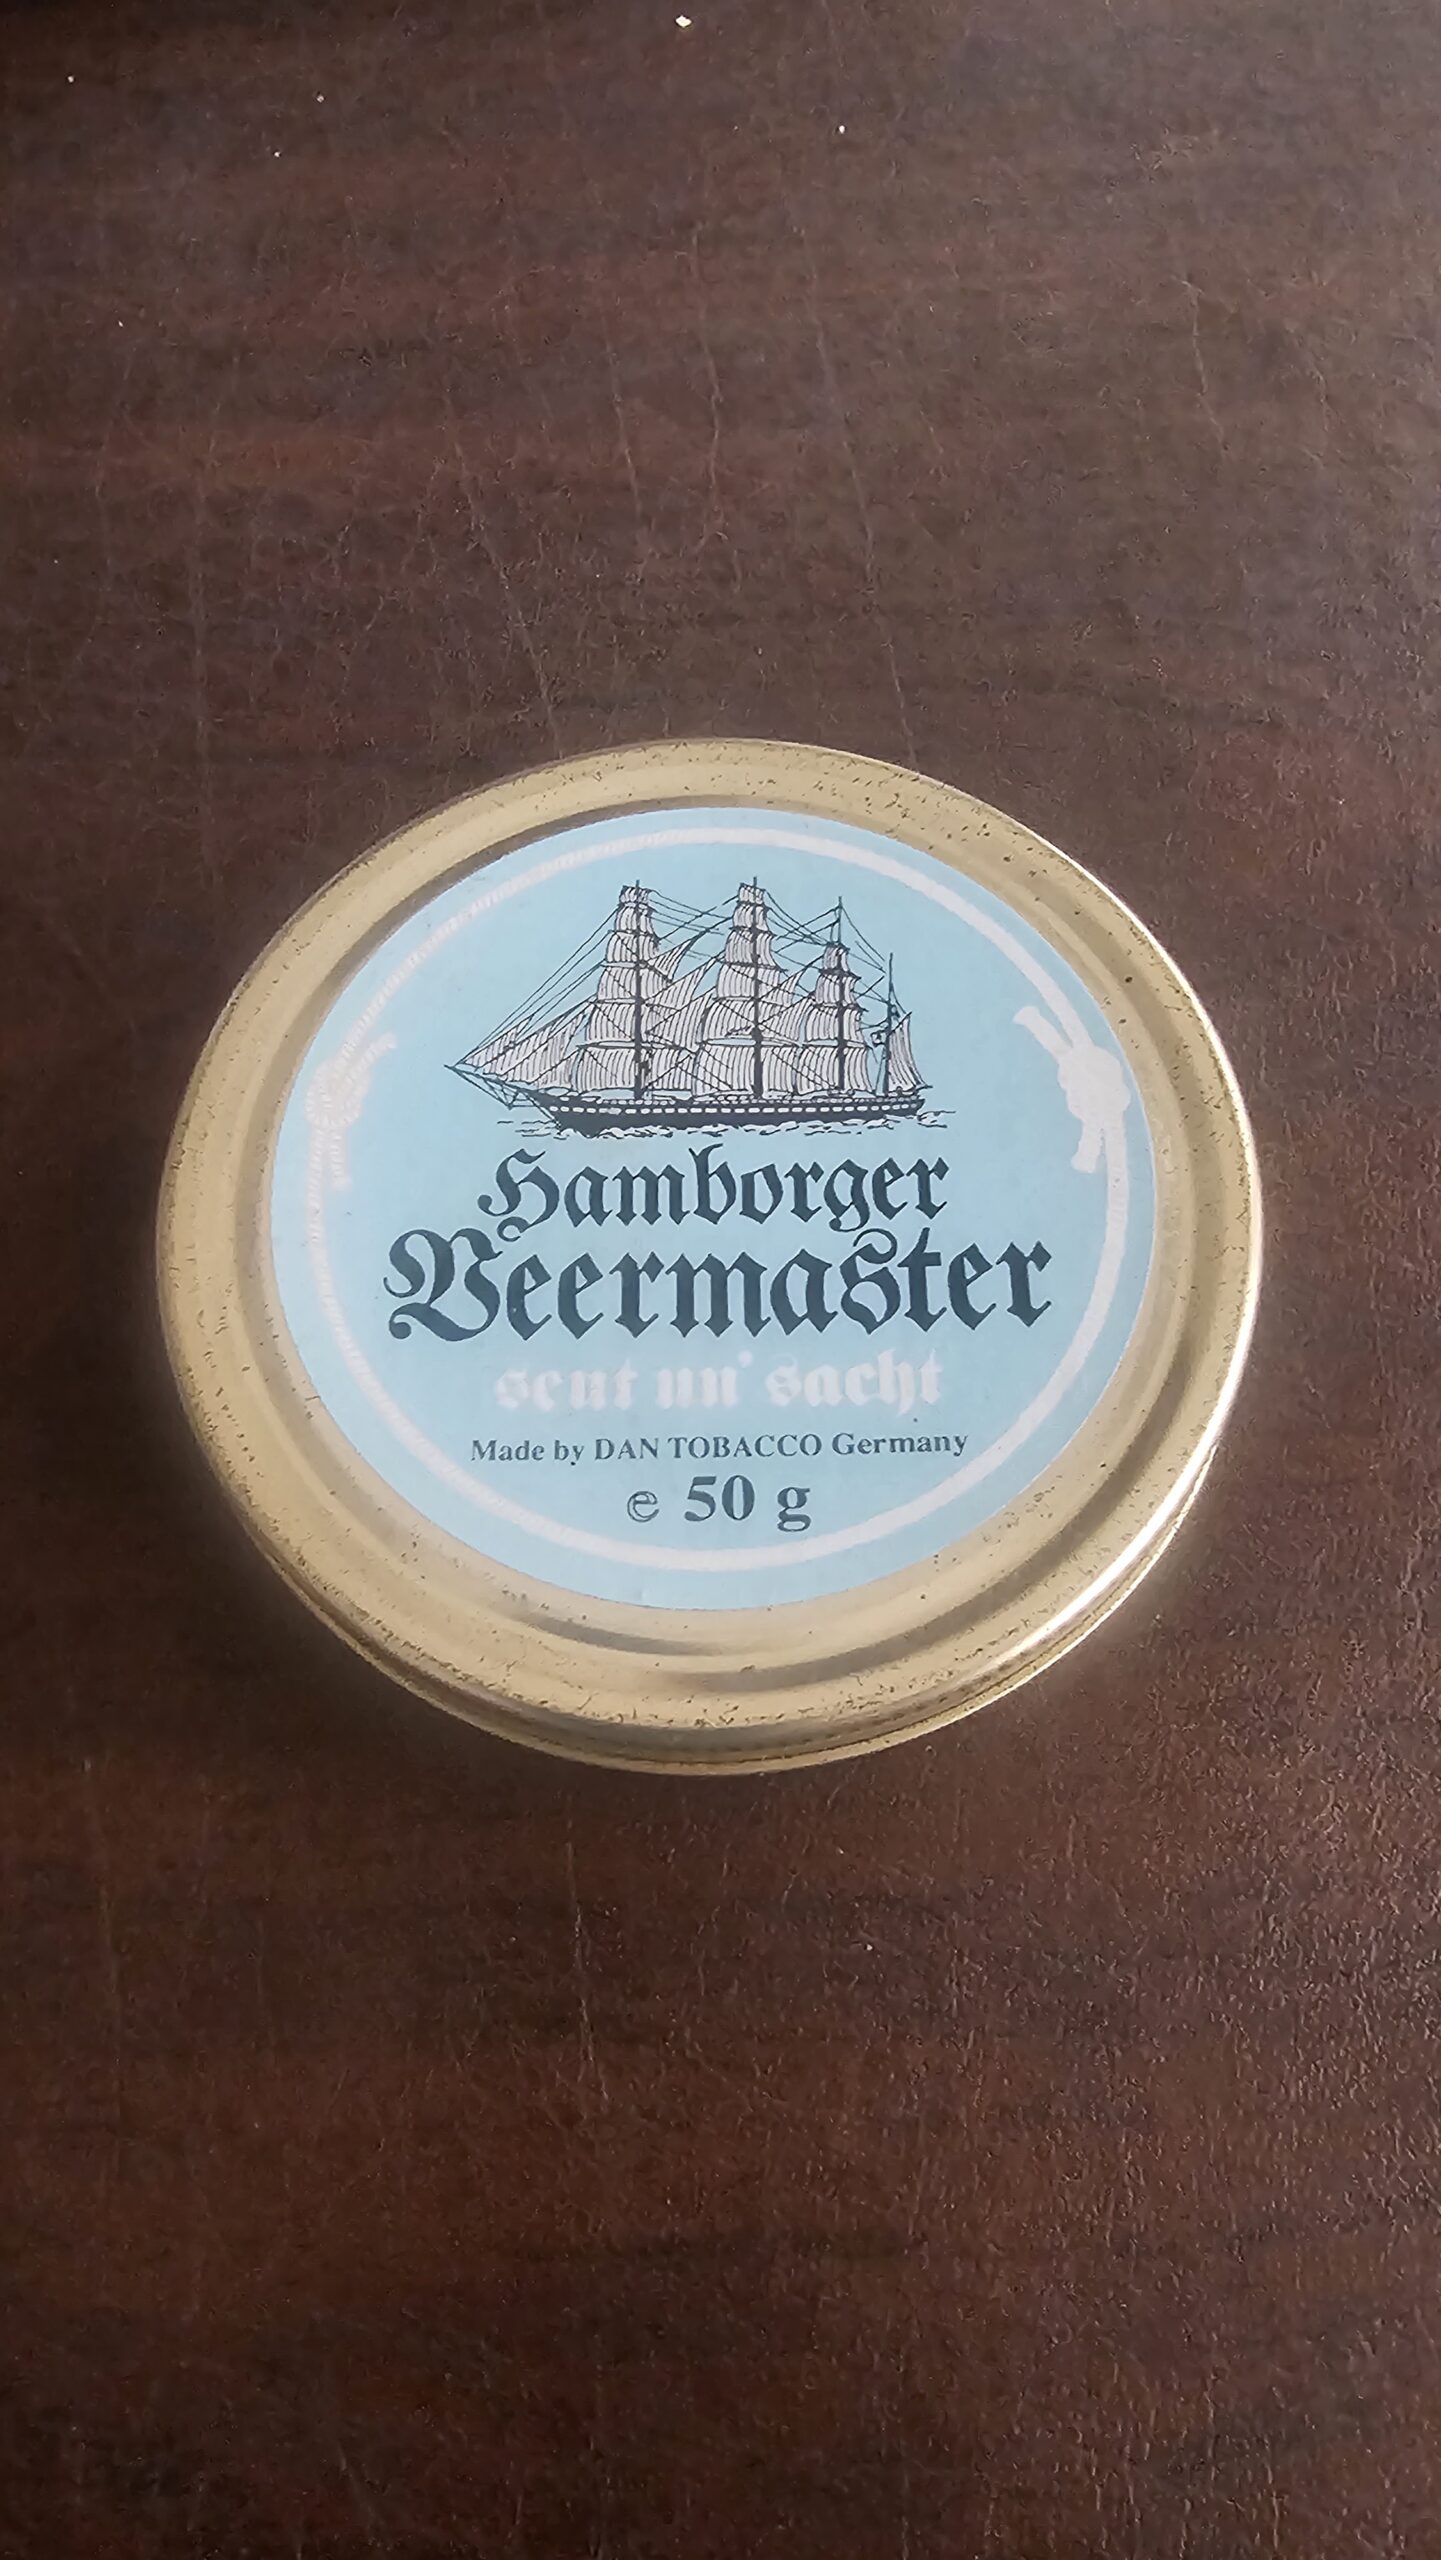 Hamborger
Veermaster
seut un' sacht
Made by DAN TOBACCO Germany
℮ 50 g